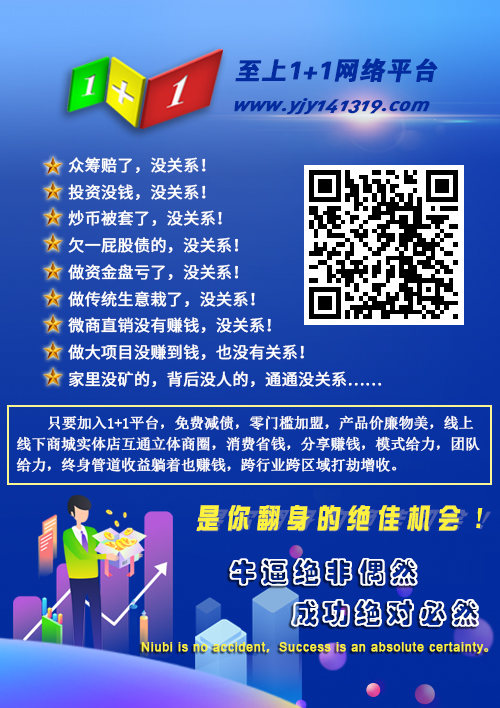 1+1
至上1+1网络平台
www.yjy141319.com
众筹赔了，没关系！
投资没钱，没关系！
炒币被套了，没关系！
欠一屁股债的，没关系！
做资金盘亏了，没关系！
做传统生意栽了，没关系！
微商直销没有赚钱，没关系！
做大项目没赚到钱，也没有关系！
家里没矿的，背后没人的，通通没关系……
只要加入1+1平台，免费减债，零门槛加盟，产品价廉物美，线上
线下商城实体店互通立体商圈，消费省钱，分享赚钱，模式给力，团队
给力，终身管道收益躺着也赚钱，跨行业跨区域打劫增收。
是你翻身的绝佳机会！
牛逼绝非偶然
成功绝对必然
Niubi is no accident, Success is an absolute certainty。